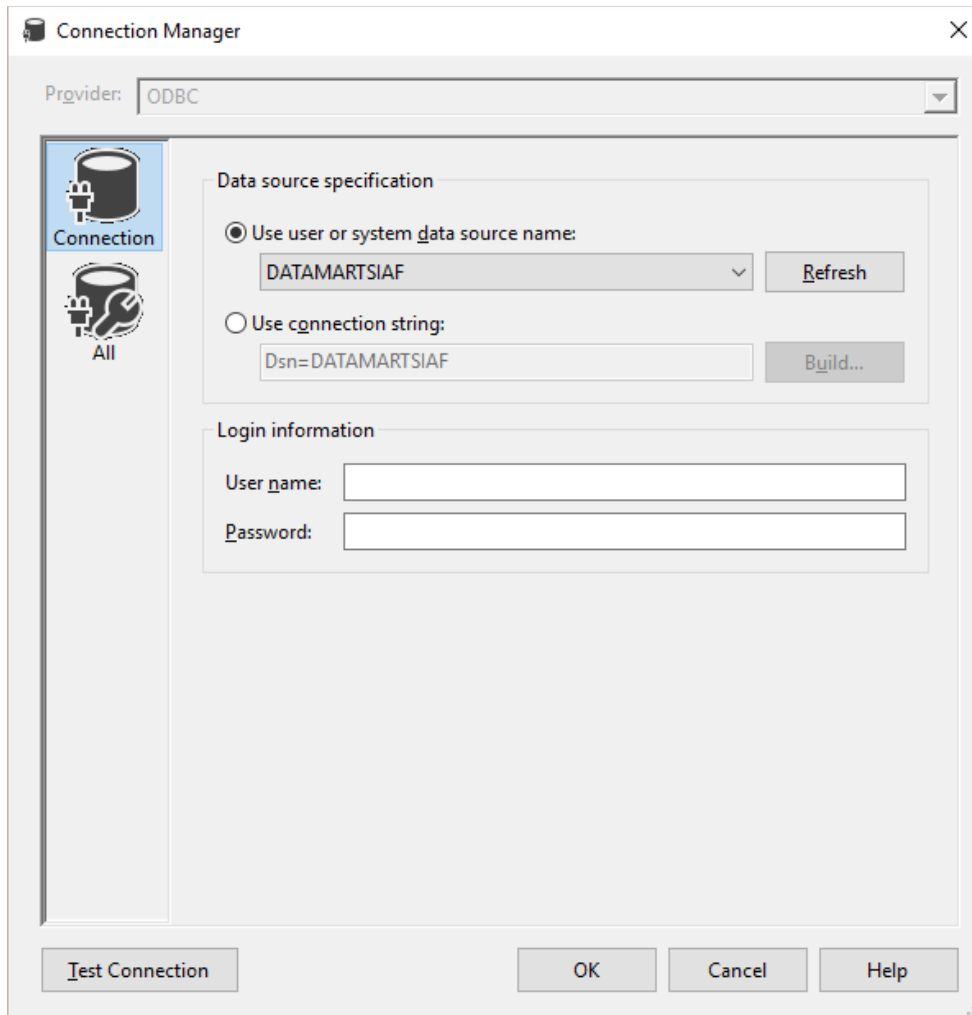 Connection Manager
Provider: ODBC
Connection
All
Data source specification
Use user or system data source name:
DATAMARTSIAF
Refresh
Use connection string:
Dsn=DATAMARTSIAF
Build...
Login information
User name:
Password:
Test Connection
OK
Cancel
Help